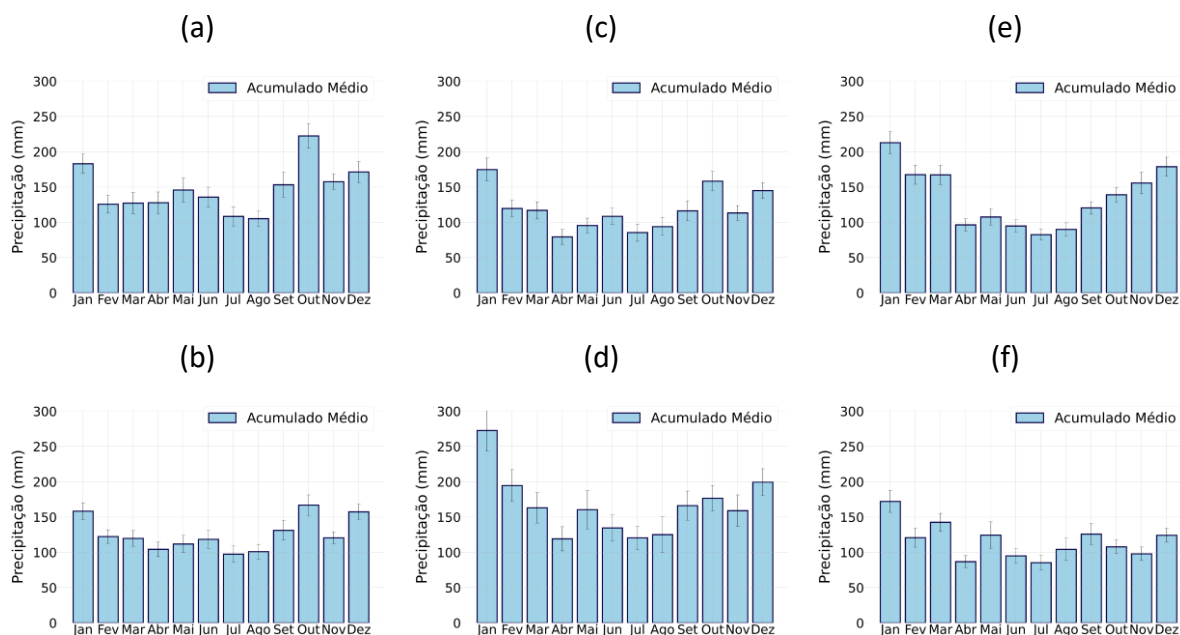 (a)
Precipitação (mm)
300
250
200
150
100
50
0
Acumulado Médio
Jan Fev Mar Abr Mai Jun Jul Ago Set Out Nov Dez
(c)
Precipitação (mm)
300
250
200
150
100
50
0
Acumulado Médio
Jan Fev Mar Abr Mai Jun Jul Ago Set Out Nov Dez
(e)
Precipitação (mm)
300
250
200
150
100
50
0
Acumulado Médio
Jan Fev Mar Abr Mai Jun Jul Ago Set Out Nov Dez
(b)
Precipitação (mm)
300
250
200
150
100
50
0
Acumulado Médio
Jan Fev Mar Abr Mai Jun Jul Ago Set Out Nov Dez
(d)
Precipitação (mm)
300
250
200
150
100
50
0
Acumulado Médio
Jan Fev Mar Abr Mai Jun Jul Ago Set Out Nov Dez
(f)
Precipitação (mm)
300
250
200
150
100
50
0
Acumulado Médio
Jan Fev Mar Abr Mai Jun Jul Ago Set Out Nov Dez